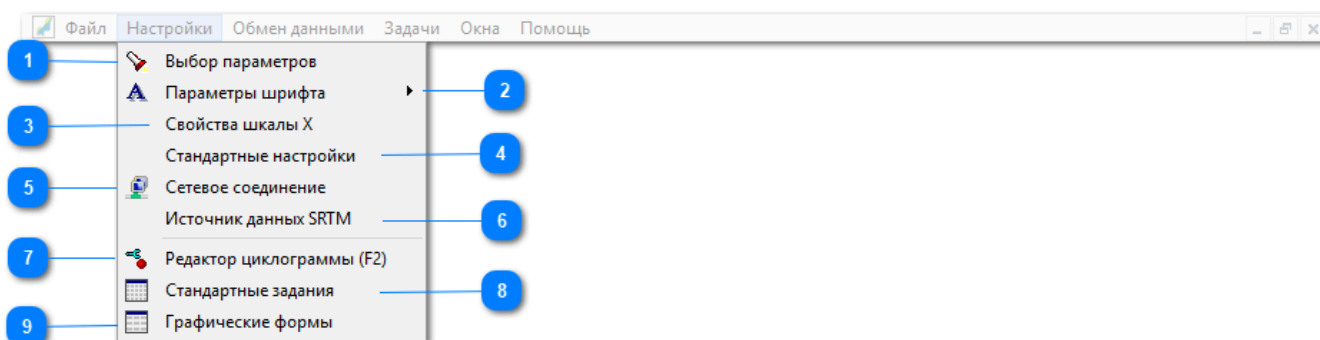 Файл Настройки Обмен данными Задачи Окна Помощь
1 Выбор параметров
Параметры шрифта 2
3 Свойства шкалы X
Стандартные настройки 4
5 Сетевое соединение
Источник данных SRTM 6
7 Редактор циклограммы (F2)
Стандартные задания 8
9 Графические формы